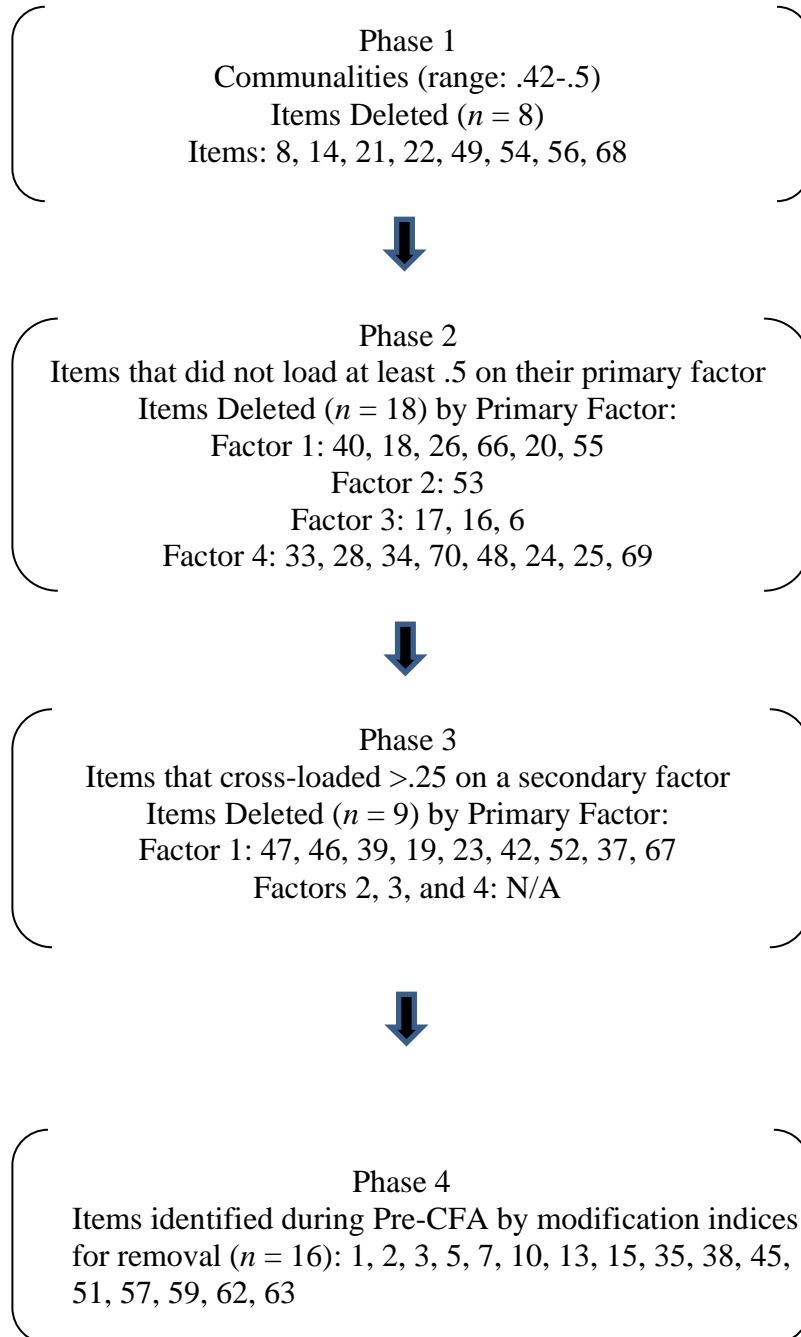 Phase 1
Communalities (range: .42-.5)
Items Deleted (n = 8)
Items: 8, 14, 21, 22, 49, 54, 56, 68
Phase 2
Items that did not load at least .5 on their primary factor
Items Deleted (n = 18) by Primary Factor:
Factor 1: 40, 18, 26, 66, 20, 55
Factor 2: 53
Factor 3: 17, 16, 6
Factor 4: 33, 28, 34, 70, 48, 24, 25, 69
Phase 3
Items that cross-loaded >.25 on a secondary factor
Items Deleted (n = 9) by Primary Factor:
Factor 1: 47, 46, 39, 19, 23, 42, 52, 37, 67
Factors 2, 3, and 4: N/A
Phase 4
Items identified during Pre-CFA by modification indices
for removal (n = 16): 1, 2, 3, 5, 7, 10, 13, 15, 35, 38, 45,
51, 57, 59, 62, 63